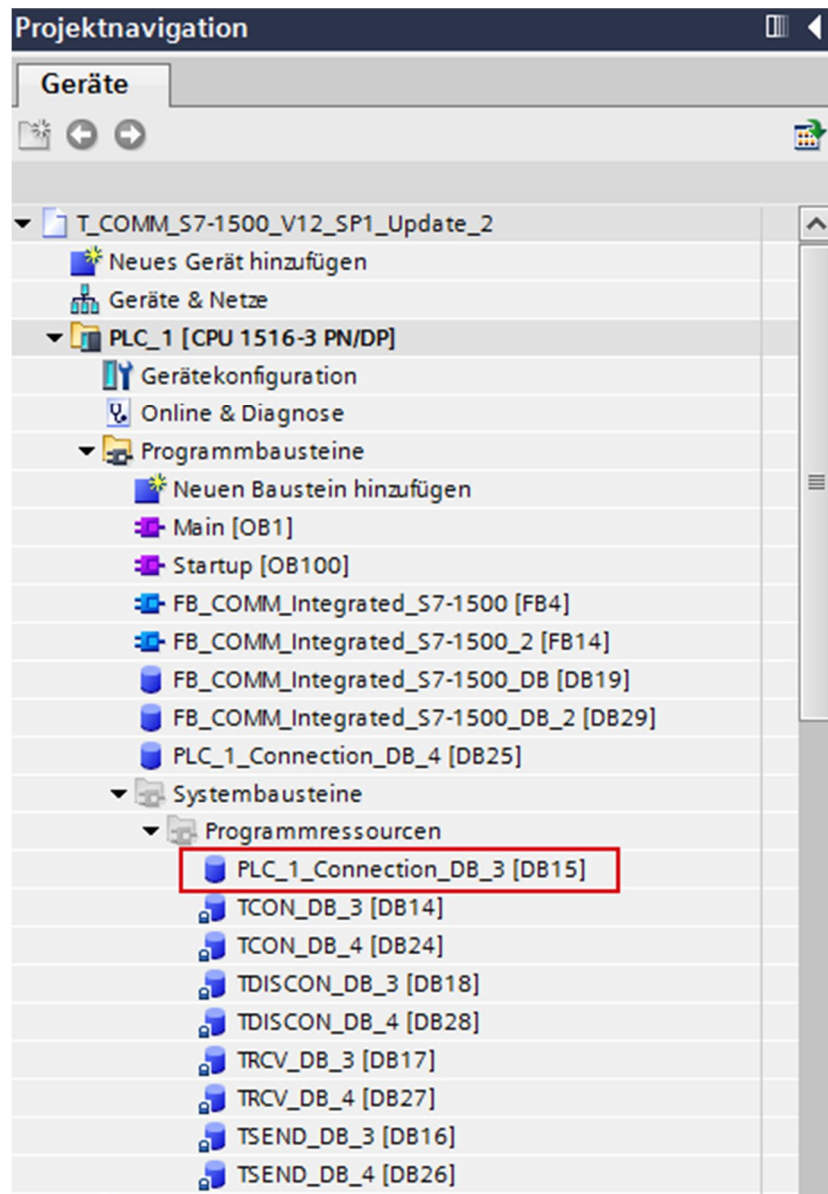 Projektnavigation
Geräte
T_COMM_S7-1500_V12_SP1_Update_2
Neues Gerät hinzufügen
Geräte & Netze
PLC_1 [CPU 1516-3 PN/DP]
Gerätekonfiguration
Online & Diagnose
Programmbausteine
Neuen Baustein hinzufügen
Main [OB1]
Startup [OB100]
FB_COMM_Integrated_S7-1500 [FB4]
FB_COMM_Integrated_S7-1500_2 [FB14]
FB_COMM_Integrated_S7-1500_DB [DB19]
FB_COMM_Integrated_S7-1500_DB_2 [DB29]
PLC_1_Connection_DB_4 [DB25]
Systembausteine
Programmressourcen
PLC_1_Connection_DB_3 [DB15]
TCON_DB_3 [DB14]
TCON_DB_4 [DB24]
TDISCON_DB_3 [DB18]
TDISCON_DB_4 [DB28]
TRCV_DB_3 [DB17]
TRCV_DB_4 [DB27]
TSEND_DB_3 [DB16]
TSEND_DB_4 [DB26]